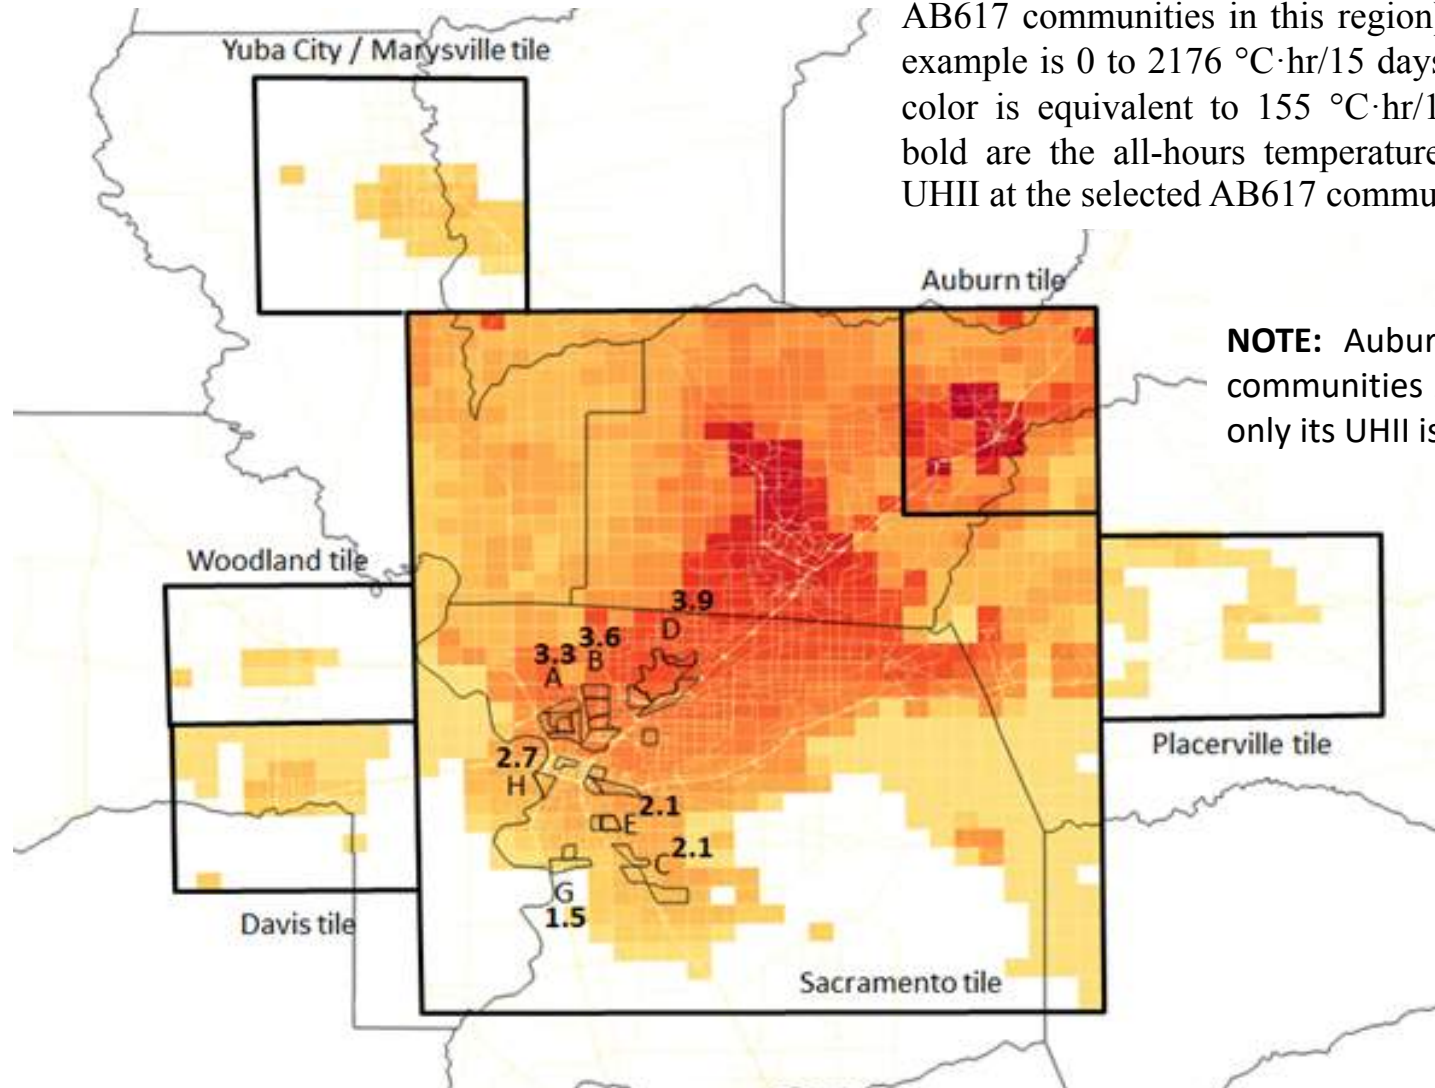 AB617 communities in this region
example is 0 to 2176 °C·hr/15 days
color is equivalent to 155 °C·hr/1
bold are the all-hours temperature
UHII at the selected AB617 commu
Yuba City / Marysville tile
Auburn tile
NOTE: Aubur
communities
only its UHII is
Woodland tile
3.9
D
3.6
B
3.3
A
2.7
H
Placerville tile
2.1
E
2.1
C
G
1.5
Davis tile
Sacramento tile